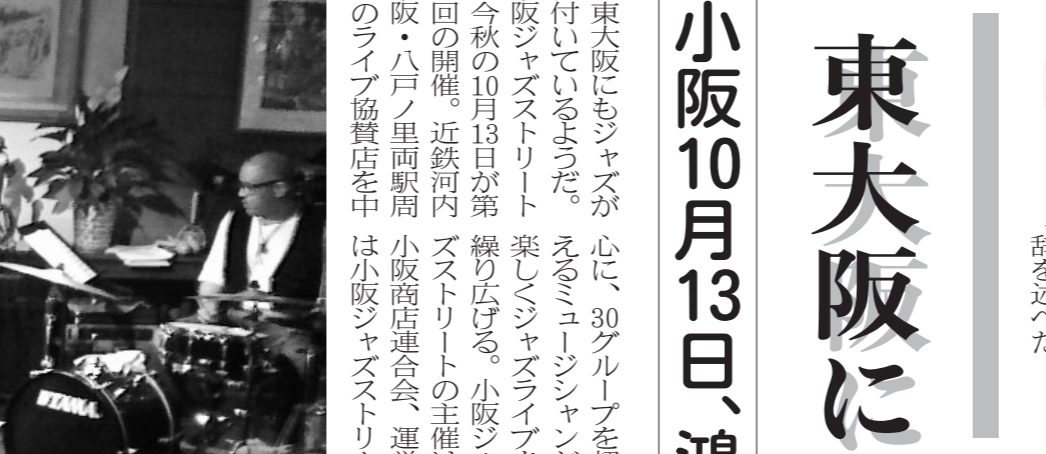 辞を述べた
東大阪に
小阪10月13日、鴻
東大阪にもジャズが
付いているようだ。
阪ジャズストリート
今秋の10月13日が第
回の開催。近鉄河内
阪・八戸ノ里両駅周
のライブ協賛店を中
心に、30グループを
えるミュージシャン
楽しくジャズライブ
繰り広げる。小阪ジ
ズストリートの主催
小阪商店連合会、運営
は小阪ジャズストリ
TAMA